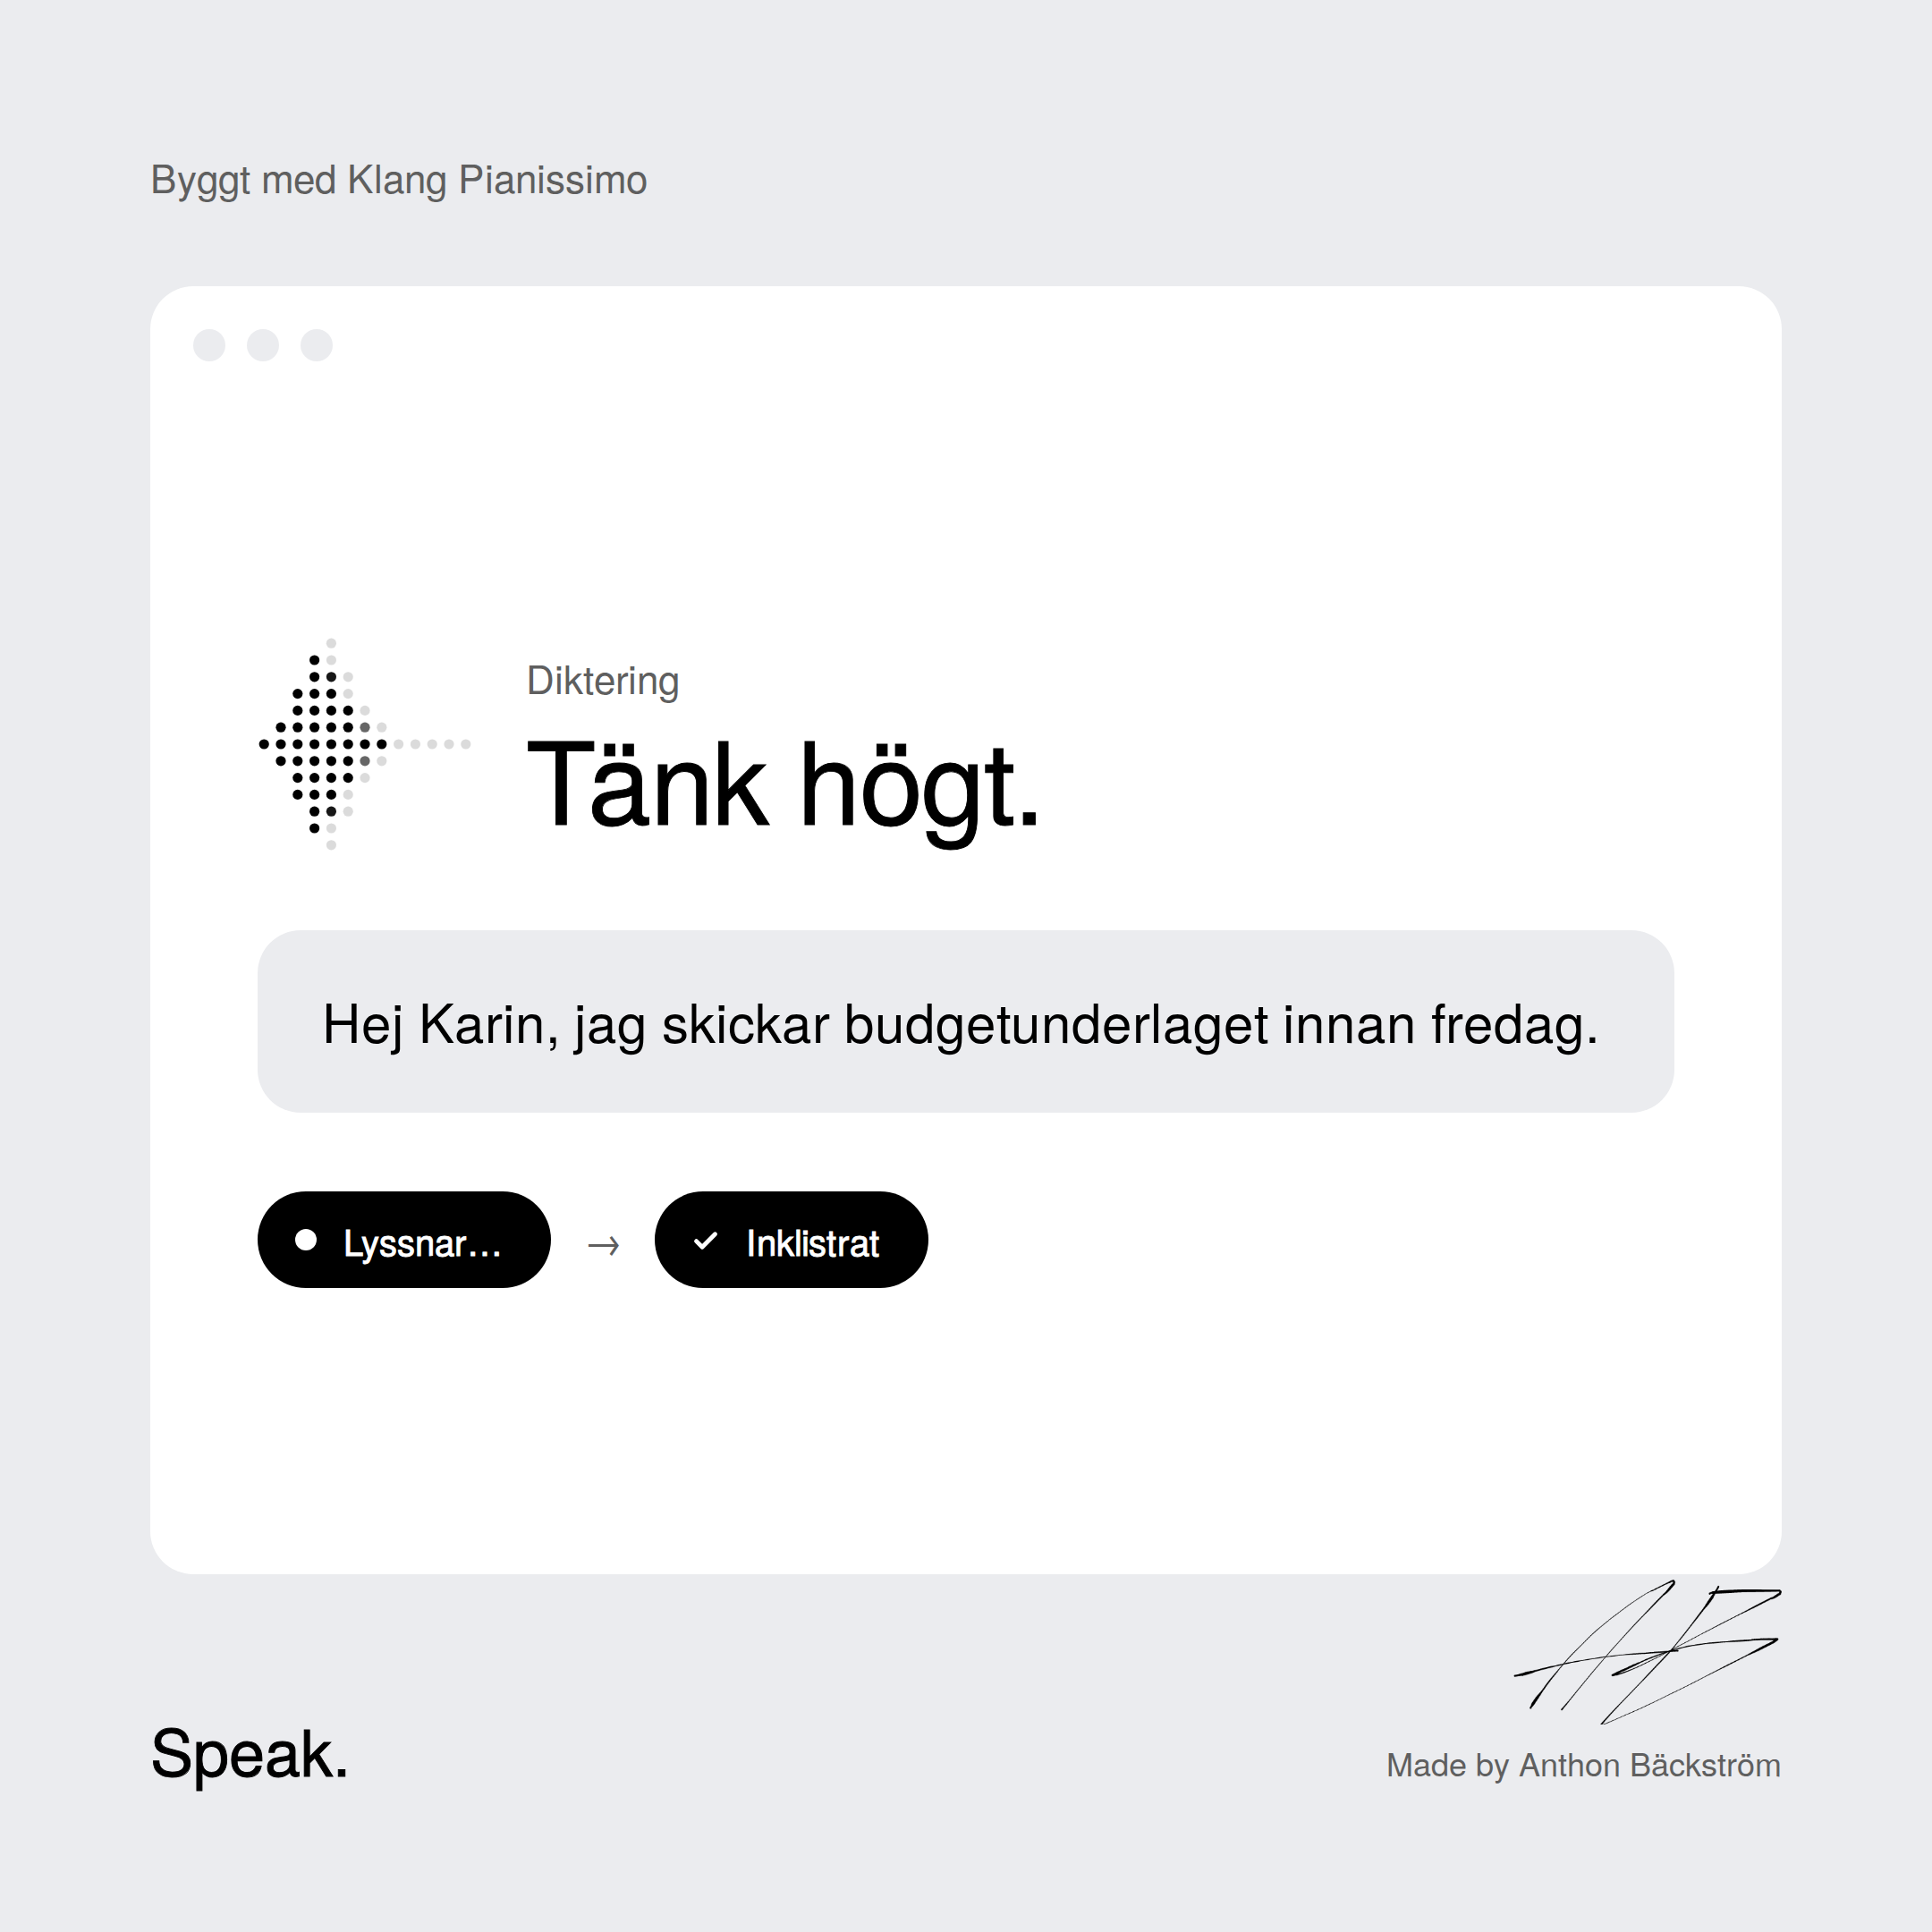 Byggt med Klang Pianissimo
Diktering
Tänk högt.
Hej Karin, jag skickar budgetunderlaget innan fredag.
Lyssnar… → Inklistrat
Speak.
Made by Anthon Bäckström